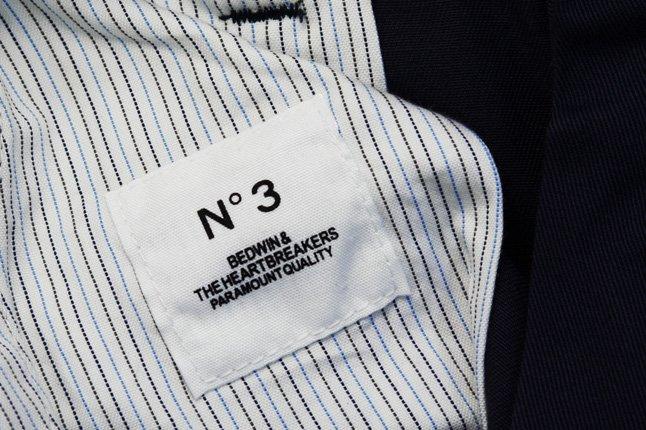 N° 3
BEDWIN &
THE HEARTBREAKERS
PARAMOUNT QUALITY